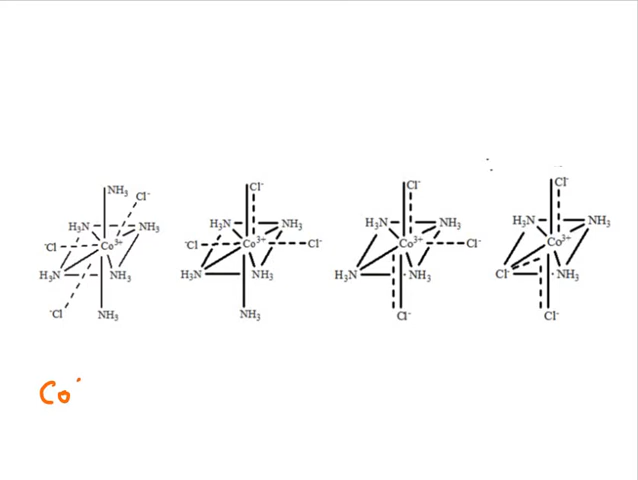 NH₃ Cl⁻ H₃N NH₃ ⁻Cl Co³⁺ H₃N NH₃ ⁻Cl NH₃
Cl⁻ H₃N NH₃ ⁻Cl Co³⁺ Cl⁻ H₃N NH₃ NH₃
Cl⁻ H₃N NH₃ Co³⁺ Cl⁻ H₃N NH₃ Cl⁻
Cl⁻ H₃N NH₃ Co³⁺ Cl⁻ NH₃ Cl⁻
Co